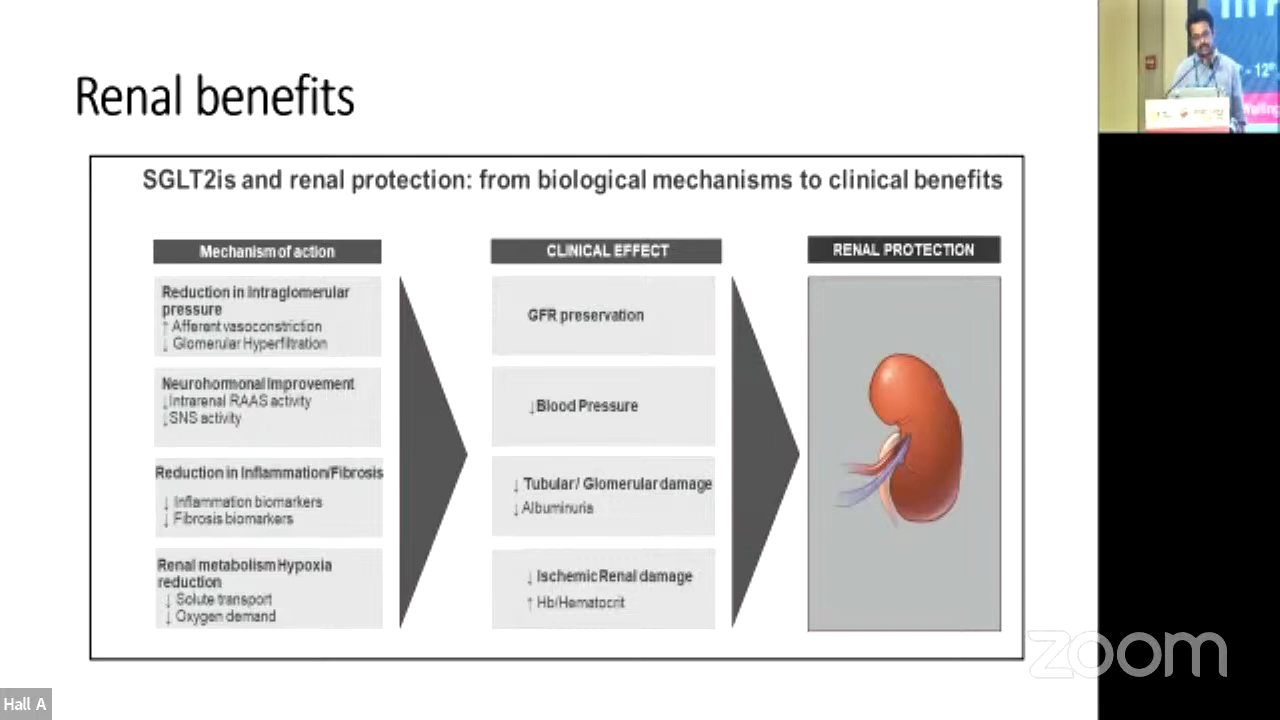 Renal benefits
SGLT2is and renal protection: from biological mechanisms to clinical benefits
Mechanism of action
Reduction in Intraglomerular
pressure
↑ Afferent vasoconstriction
↓ Glomerular Hyperfiltration
Neurohormonal Improvement
↓Intrarenal RAAS activity
↓SNS activity
Reduction in Inflammation/Fibrosis
↓ Inflammation biomarkers
↓ Fibrosis biomarkers
Renal metabolism Hypoxia
reduction
↓ Solute transport
↓ Oxygen demand
CLINICAL EFFECT
GFR preservation
↓Blood Pressure
↓ Tubular/ Glomerular damage
↓ Albuminuria
↓ Ischemic Renal damage
↑ Hb/Hematocrit
RENAL PROTECTION
- 12th
zoom
Hall A